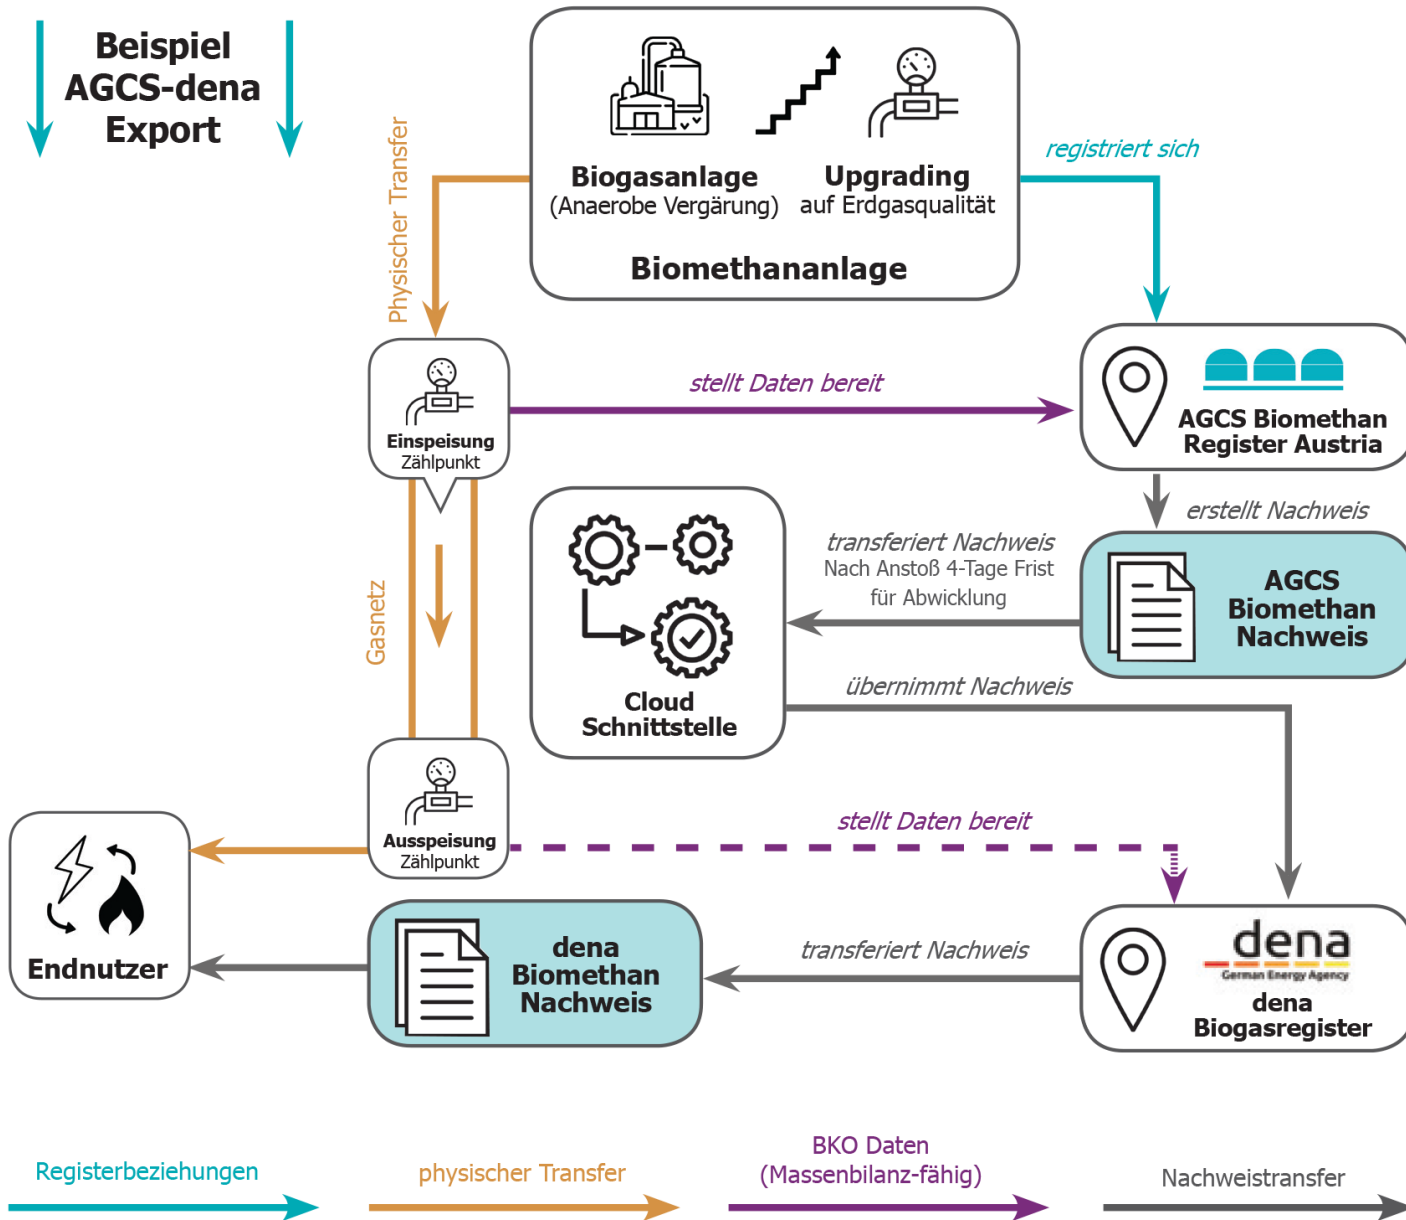 Beispiel
AGCS-dena
Export
Biogasanlage
(Anaerobe Vergärung)
Upgrading
auf Erdgasqualität
Biomethananlage
registriert sich
Physischer Transfer
Einspeisung
Zählpunkt
stellt Daten bereit
AGCS Biomethan
Register Austria
erstellt Nachweis
AGCS
Biomethan
Nachweis
transferiert Nachweis
Nach Anstoß 4-Tage Frist
für Abwicklung
Cloud
Schnittstelle
übernimmt Nachweis
Gasnetz
Ausspeisung
Zählpunkt
stellt Daten bereit
Endnutzer
dena
Biomethan
Nachweis
transferiert Nachweis
dena
German Energy Agency
dena
Biogasregister
Registerbeziehungen
physischer Transfer
BKO Daten
(Massenbilanz-fähig)
Nachweistransfer